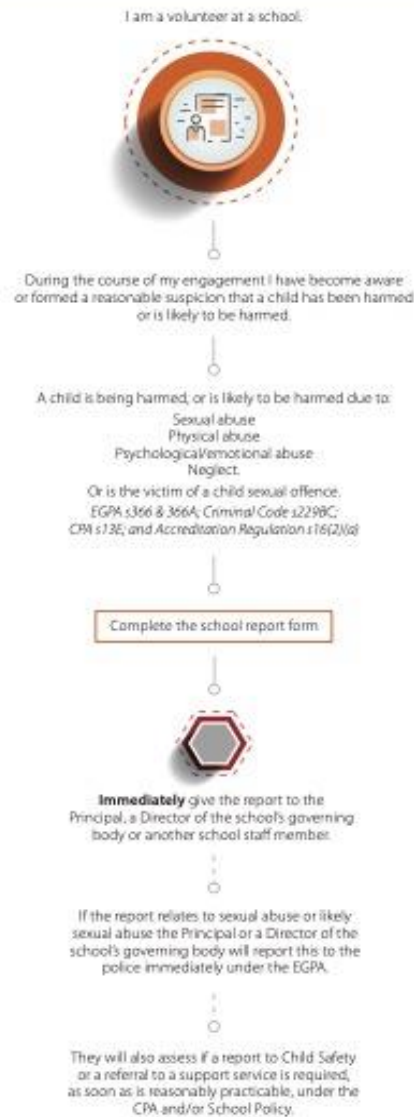 I am a volunteer at a school.
During the course of my engagement I have become aware
or formed a reasonable suspicion that a child has been harmed
or is likely to be harmed.
A child is being harmed, or is likely to be harmed due to:
Sexual abuse
Physical abuse
Psychological/emotional abuse
Neglect.
Or is the victim of a child sexual offence.
EGPA s366 & 366A; Criminal Code s229BC;
CPA s13E; and Accreditation Regulation s16(2)(a)
Complete the school report form
Immediately give the report to the
Principal, a Director of the school's governing
body or another school staff member.
If the report relates to sexual abuse or likely
sexual abuse the Principal or a Director of the
school's governing body will report this to the
police immediately under the EGPA.
They will also assess if a report to Child Safety
or a referral to a support service is required,
as soon as is reasonably practicable, under the
CPA and/or School Policy.